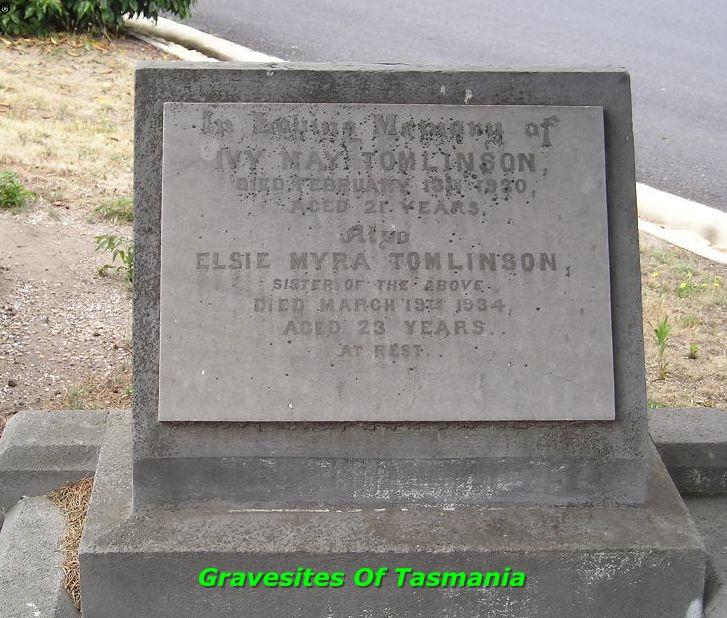 In Loving Memory of
IVY MAY TOMLINSON,
DIED FEBRUARY 13TH 1930,
AGED 21 YEARS.
Also
ELSIE MYRA TOMLINSON,
SISTER OF THE ABOVE.
DIED MARCH 19TH 1934,
AGED 23 YEARS.
AT REST.
Gravesites Of Tasmania